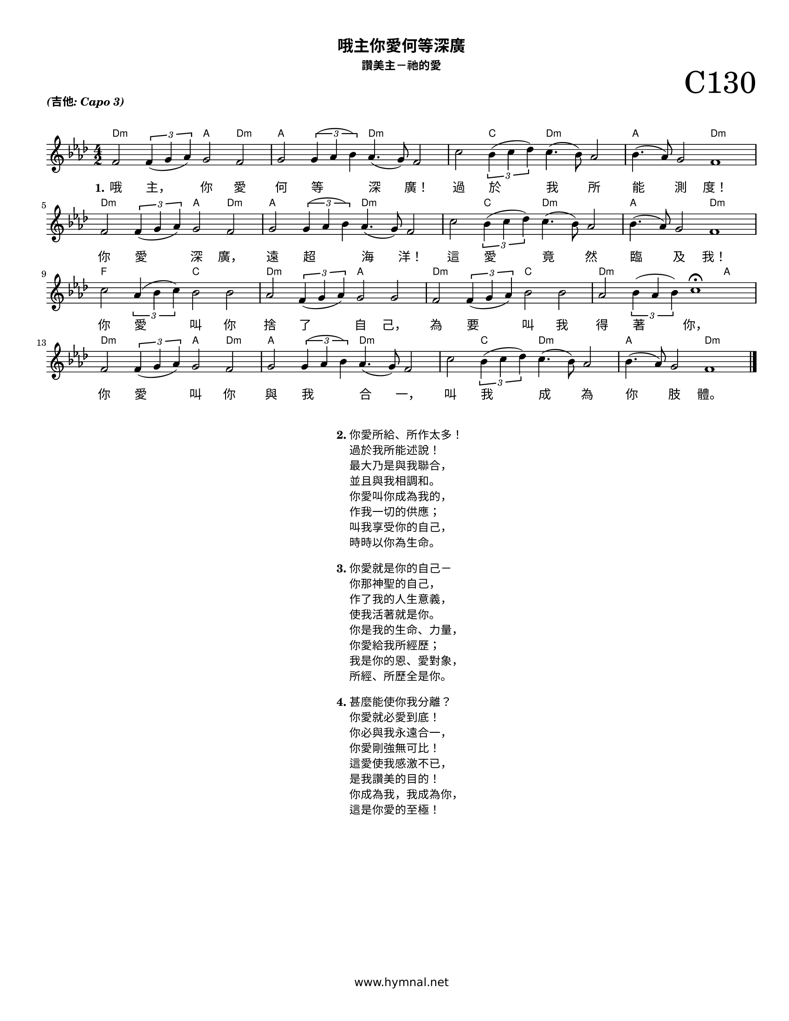 哦主你愛何等深廣
讚美主－祂的愛
C130
(吉他: Capo 3)
Dm 3 A Dm A 3 Dm C Dm A Dm
1. 哦 主， 你 愛 何 等 深 廣！ 過 於 我 所 能 測 度！
5 Dm 3 A Dm A 3 Dm C Dm A Dm
你 愛 深 廣， 遠 超 海 洋！ 這 愛 竟 然 臨 及 我！
9 F C Dm 3 A Dm 3 C Dm A
你 愛 叫 你 捨 了 自 己， 為 要 叫 我 得 著 你，
13 Dm 3 A Dm A 3 Dm C Dm A Dm
你 愛 叫 你 與 我 合 一， 叫 我 成 為 你 肢 體。
2. 你愛所給、所作太多！
過於我所能述說！
最大乃是與我聯合，
並且與我相調和。
你愛叫你成為我的，
作我一切的供應；
叫我享受你的自己，
時時以你為生命。
3. 你愛就是你的自己－
你那神聖的自己，
作了我的人生意義，
使我活著就是你。
你是我的生命、力量，
你愛給我所經歷；
我是你的恩、愛對象，
所經、所歷全是你。
4. 甚麼能使你我分離？
你愛就必愛到底！
你必與我永遠合一，
你愛剛強無可比！
這愛使我感激不已，
是我讚美的目的！
你成為我，我成為你，
這是你愛的至極！
www.hymnal.net